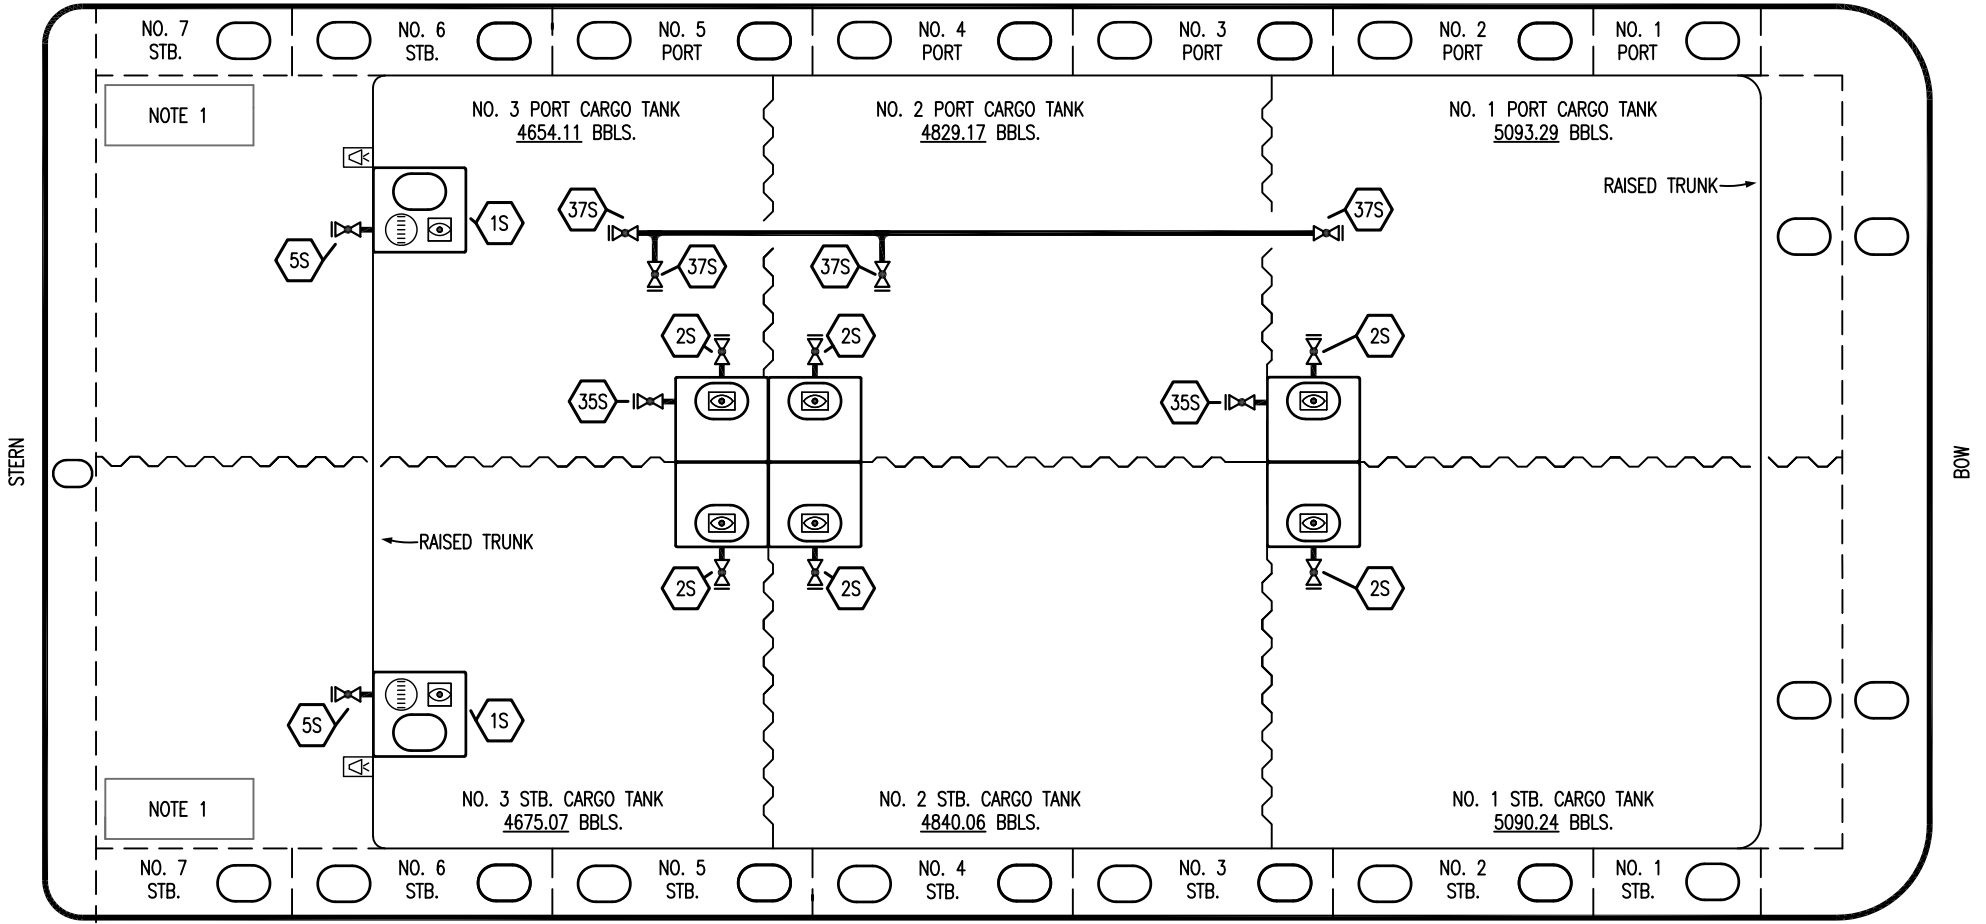 NO. 7
STB.
NO. 6
STB.
NO. 5
PORT
NO. 4
PORT
NO. 3
PORT
NO. 2
PORT
NO. 1
PORT
NOTE 1
NO. 3 PORT CARGO TANK
4654.11 BBLS.
NO. 2 PORT CARGO TANK
4829.17 BBLS.
NO. 1 PORT CARGO TANK
5093.29 BBLS.
RAISED TRUNK
1S
5S
37S
37S
37S
37S
2S
2S
2S
35S
35S
STERN
BOW
RAISED TRUNK
2S
2S
2S
5S
1S
NOTE 1
NO. 3 STB. CARGO TANK
4675.07 BBLS.
NO. 2 STB. CARGO TANK
4840.06 BBLS.
NO. 1 STB. CARGO TANK
5090.24 BBLS.
NO. 7
STB.
NO. 6
STB.
NO. 5
STB.
NO. 4
STB.
NO. 3
STB.
NO. 2
STB.
NO. 1
STB.